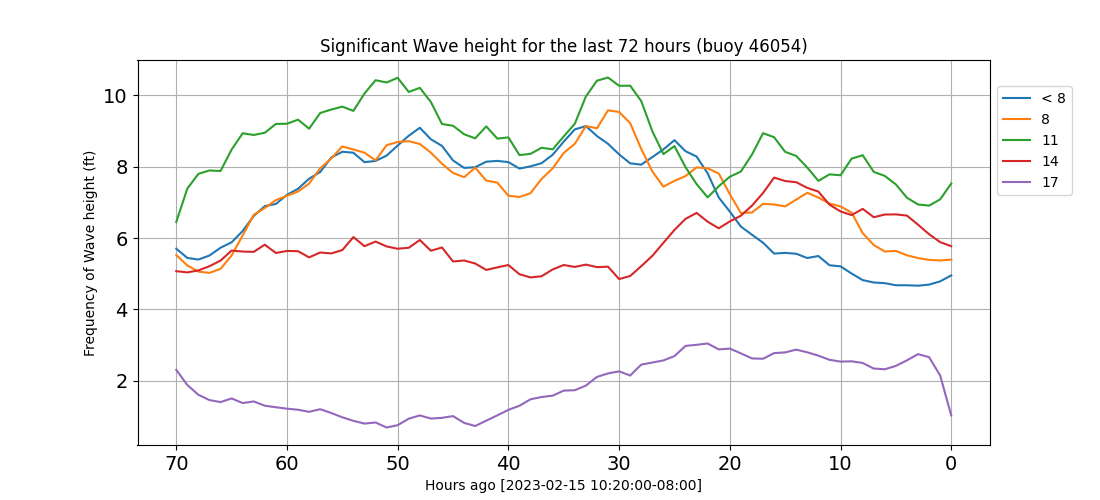 Significant Wave height for the last 72 hours (buoy 46054)
Frequency of Wave height (ft)
10
8
6
4
2
70 60 50 40 30 20 10 0
Hours ago [2023-02-15 10:20:00-08:00]
< 8
8
11
14
17